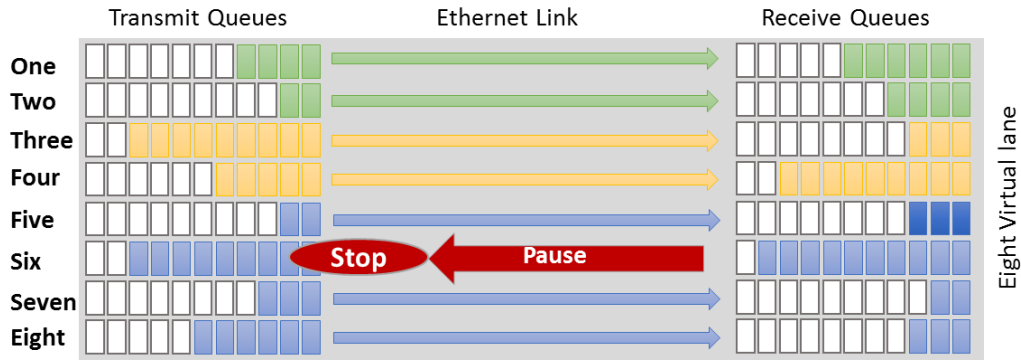 Transmit Queues
Ethernet Link
Receive Queues
One
Two
Three
Four
Five
Six
Stop
Pause
Seven
Eight
Eight Virtual lane